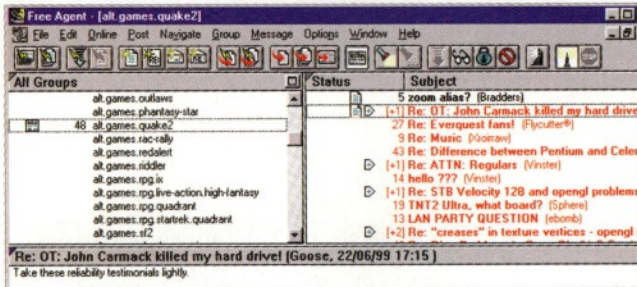 Free Agent - [alt.games.quake2]
File Edit Online Post Navigate Group Message Options Window Help
All Groups
alt.games.outlaws
alt.games.phantasy-star
48 alt.games.quake2
alt.games.rac-rally
alt.games.redalert
alt.games.riddler
alt.games.rpg.ix
alt.games.rpg.live-action.high-fantasy
alt.games.rpg.quadrant
alt.games.rpg.startrek.quadrant
alt.games.sf2
Status Subject
5 zoom alias? (Bradders)
[+1] Re: OT: John Carmack killed my hard drive
27 Re: Everquest fans! (Flycutter®)
9 Re: Music
43 Re: Difference between Pentium and Celer
[+1] Re: ATTN: Regulars (Vinster)
14 hello ??? (Vinster)
[+1] Re: STB Velocity 128 and opengl problem
19 TNT2 Ultra, what board? (Sphere)
13 LAN PARTY QUESTION (ebomb)
[+2] Re: "creases" in texture vertices - opengl
Re: OT: John Carmack killed my hard drive! (Goose, 22/06/99 17:15 )
Take these reliability testimonials lightly.